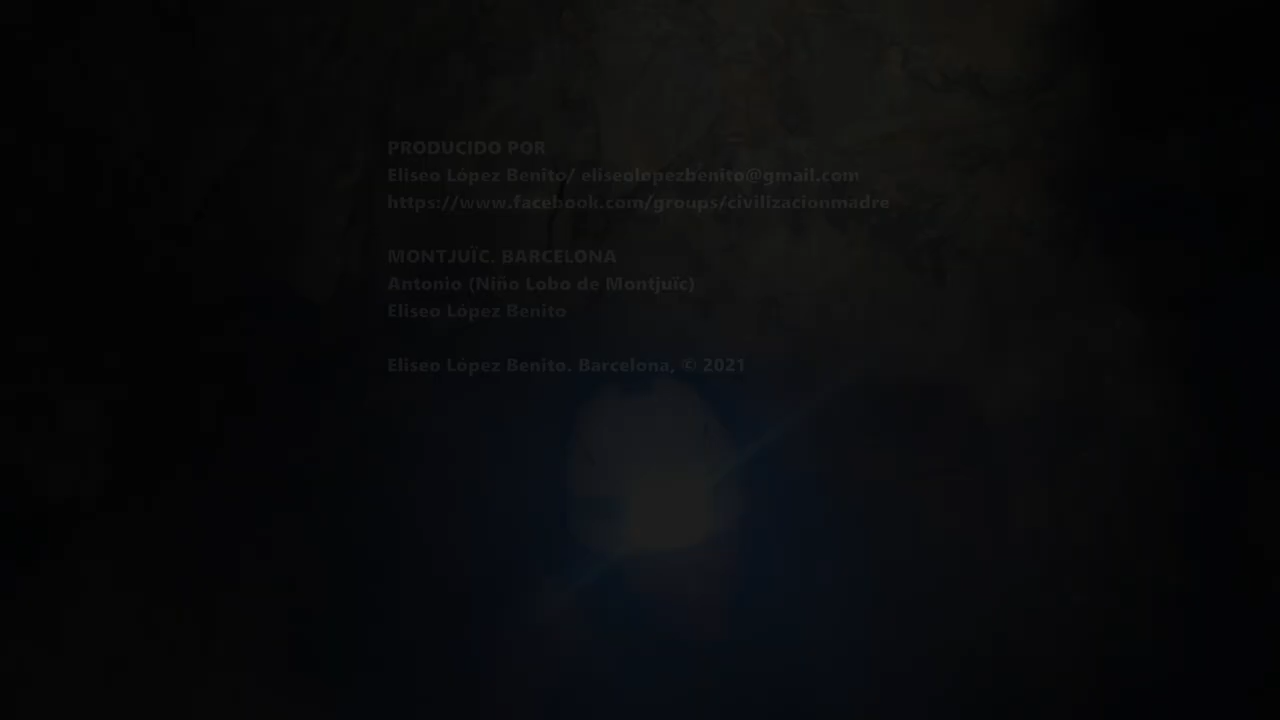 PRODUCIDO POR
Eliseo López Benito/ eliseolopezbenito@gmail.com
https://www.facebook.com/groups/civilizacionmadre
MONTJUÏC. BARCELONA
Antonio (Niño Lobo de Montjuïc)
Eliseo López Benito
Eliseo López Benito. Barcelona, © 2021